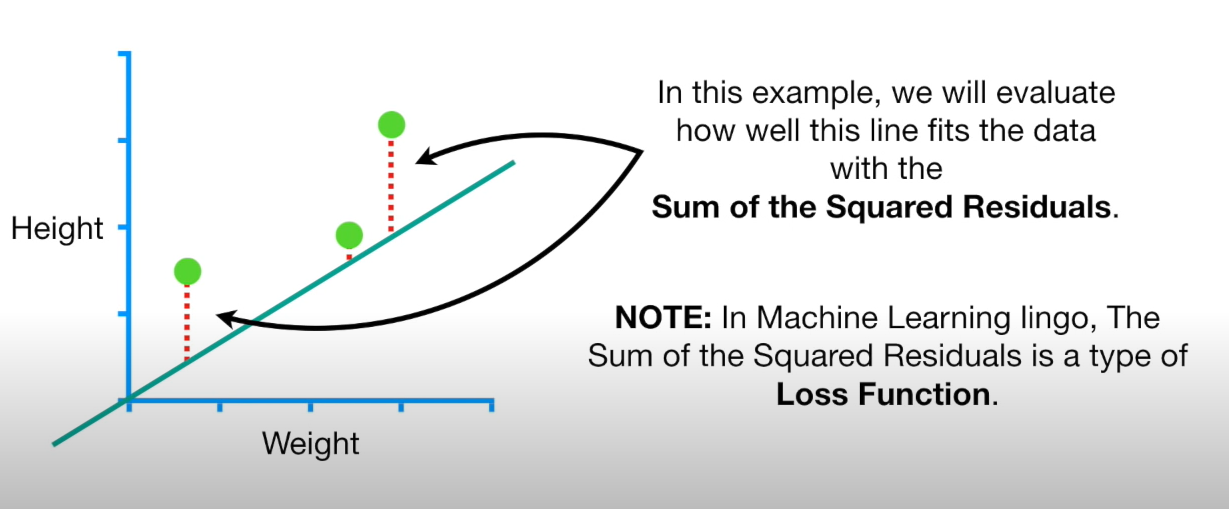 In this example, we will evaluate
how well this line fits the data
with the
Sum of the Squared Residuals.
Height
NOTE: In Machine Learning lingo, The
Sum of the Squared Residuals is a type of
Loss Function.
Weight